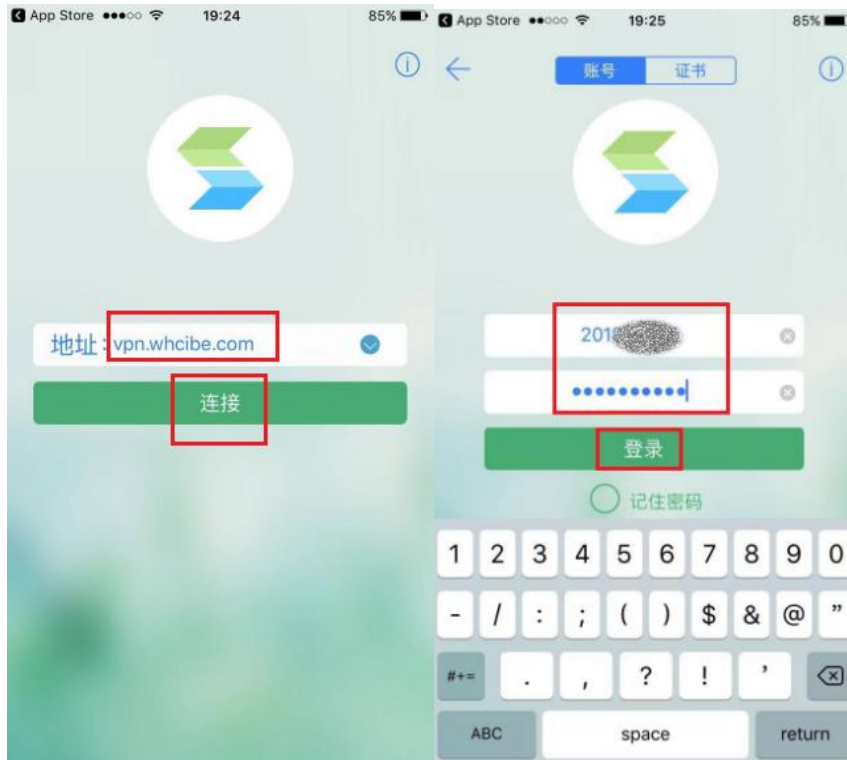 App Store 19:24 85%
地址:vpn.whcibe.com
连接
App Store 19:25 85%
账号 证书
201
••••••••••
登录
记住密码
1 2 3 4 5 6 7 8 9 0
- / : ; ( ) $ & @ ”
#+= . , ? ! ’
ABC space return